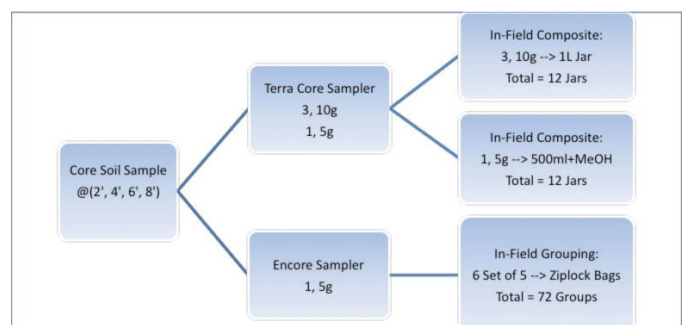 Core Soil Sample
@(2', 4', 6', 8')
Terra Core Sampler
3, 10g
1, 5g
Encore Sampler
1, 5g
In-Field Composite:
3, 10g --> 1L Jar
Total = 12 Jars
In-Field Composite:
1, 5g --> 500ml+MeOH
Total = 12 Jars
In-Field Grouping:
6 Set of 5 --> Ziplock Bags
Total = 72 Groups